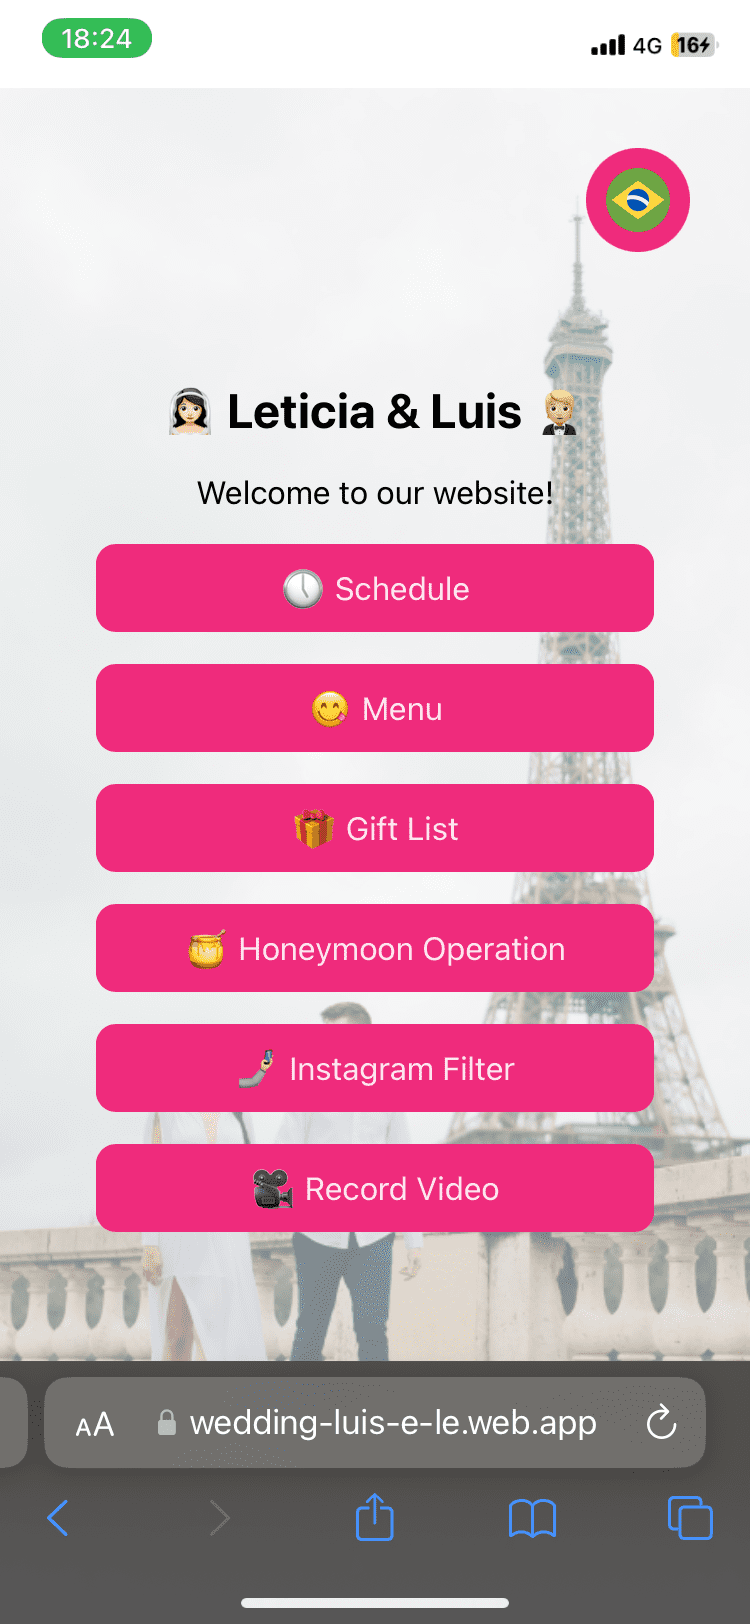 18:24
4G
16
Leticia & Luis
Welcome to our website!
Schedule
Menu
Gift List
Honeymoon Operation
Instagram Filter
Record Video
AA
wedding-luis-e-le.web.app